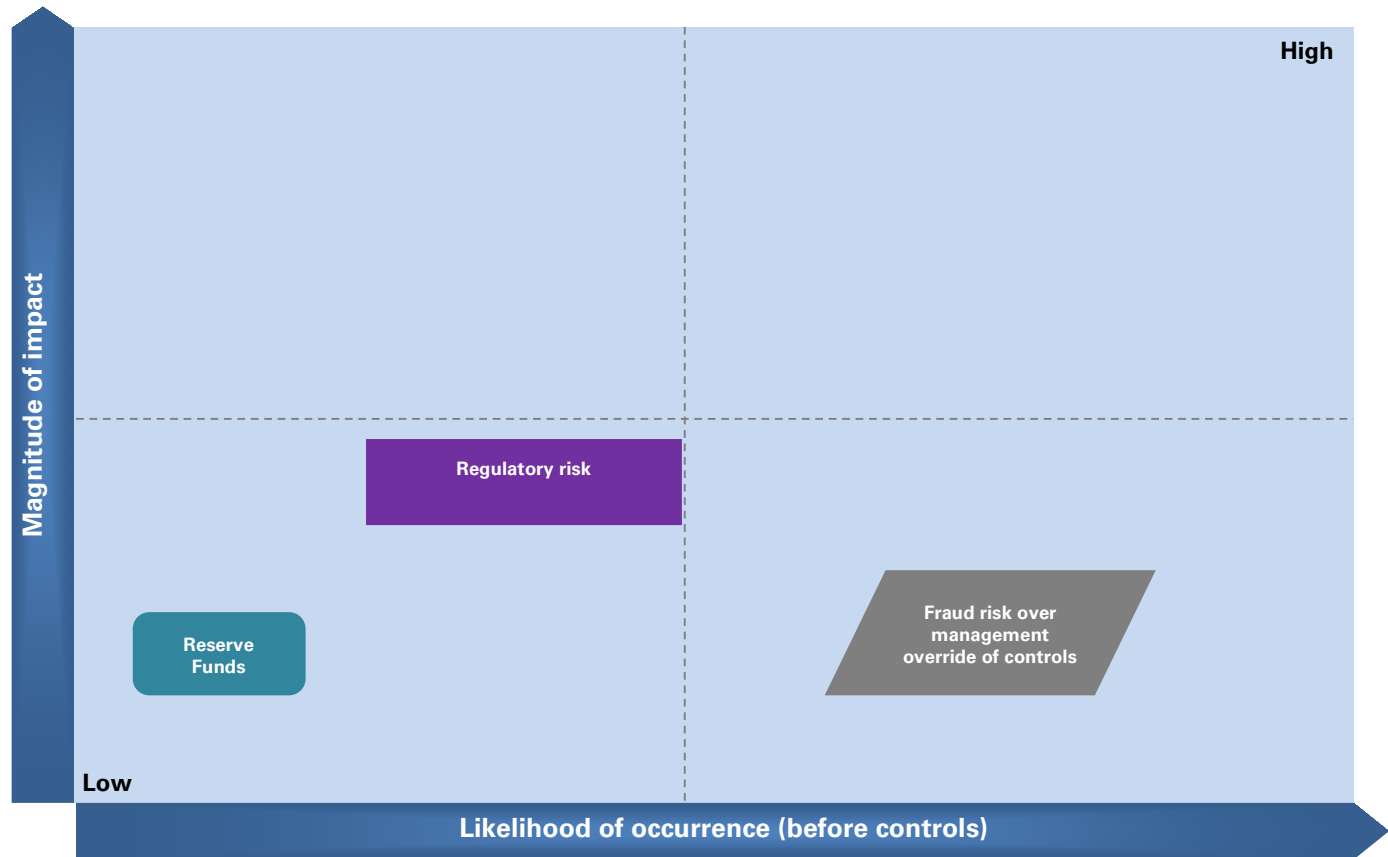 High
Magnitude of impact
Regulatory risk
Fraud risk over
management
override of controls
Reserve
Funds
Low
Likelihood of occurrence (before controls)